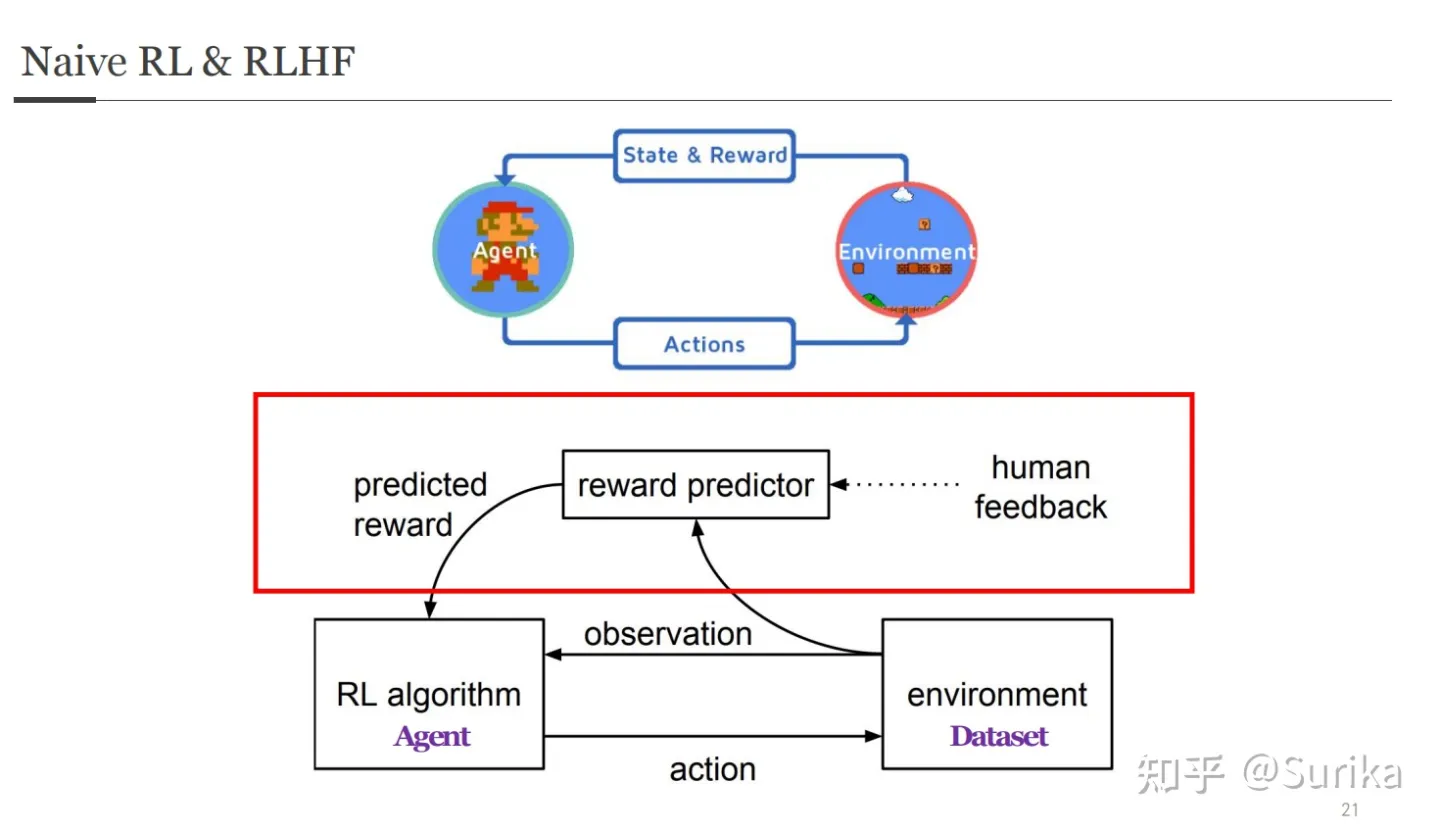 Naive RL & RLHF
State & Reward
Agent
Environment
Actions
predicted
reward
reward predictor
human
feedback
observation
RL algorithm
Agent
environment
Dataset
action
知乎 @Surika
21